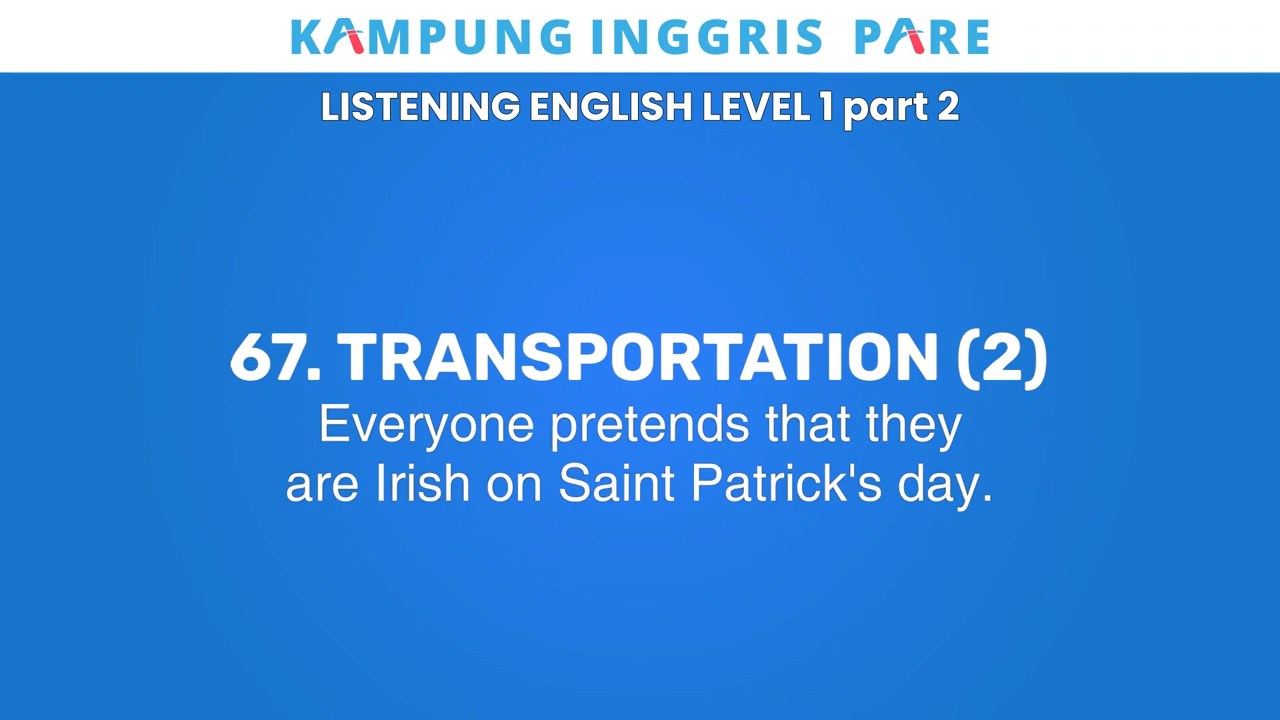 KAMPUNG INGGRIS PARE
LISTENING ENGLISH LEVEL 1 part 2
67. TRANSPORTATION (2)
Everyone pretends that they
are Irish on Saint Patrick's day.